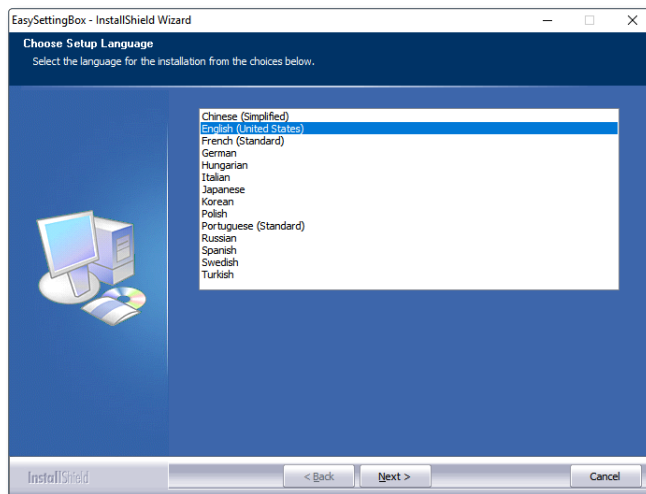 EasySettingBox - InstallShield Wizard
Choose Setup Language
Select the language for the installation from the choices below.
Chinese (Simplified)
English (United States)
French (Standard)
German
Hungarian
Italian
Japanese
Korean
Polish
Portuguese (Standard)
Russian
Spanish
Swedish
Turkish
InstallShield
< Back
Next >
Cancel